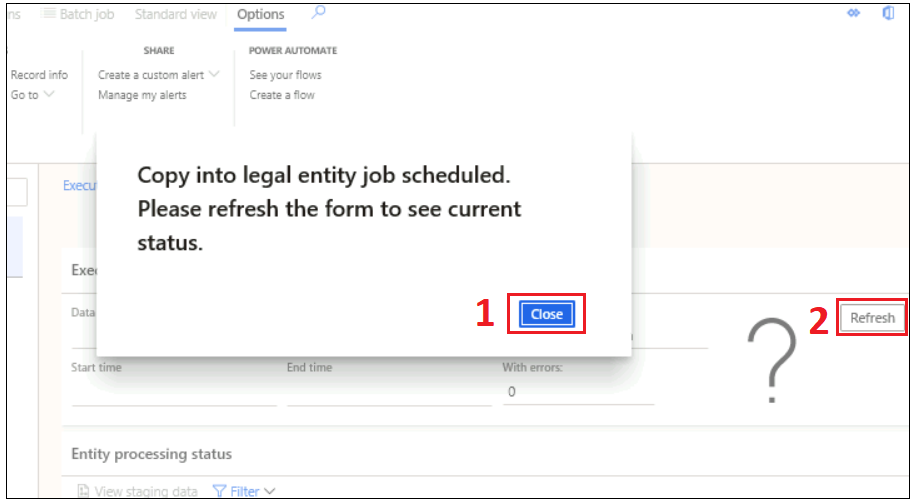 ns Batch job Standard view Options
SHARE POWER AUTOMATE
Record info Create a custom alert See your flows
Go to Manage my alerts Create a flow
Copy into legal entity job scheduled.
Please refresh the form to see current
status.
Execu
Exe
1 Close
Data
2 Refresh
Start time End time With errors:
0
?
Entity processing status
View staging data Filter